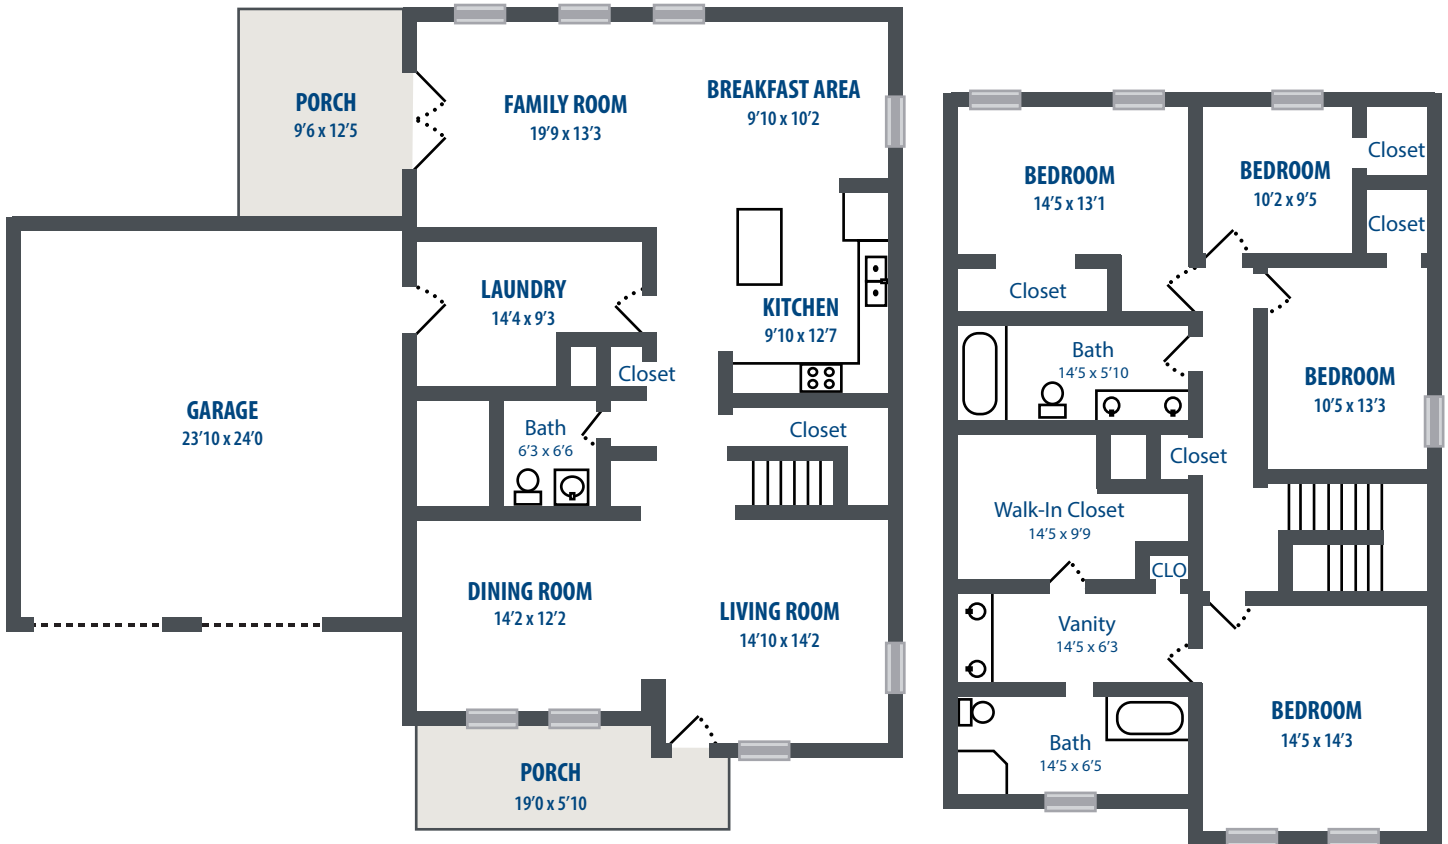 PORCH
9'6 x 12'5
FAMILY ROOM
19'9 x 13'3
BREAKFAST AREA
9'10 x 10'2
LAUNDRY
14'4 x 9'3
KITCHEN
9'10 x 12'7
Closet
GARAGE
23'10 x 24'0
Bath
6'3 x 6'6
Closet
DINING ROOM
14'2 x 12'2
LIVING ROOM
14'10 x 14'2
PORCH
19'0 x 5'10
BEDROOM
14'5 x 13'1
BEDROOM
10'2 x 9'5
Closet
Closet
Closet
Bath
14'5 x 5'10
BEDROOM
10'5 x 13'3
Closet
Walk-In Closet
14'5 x 9'9
CLO
Vanity
14'5 x 6'3
BEDROOM
14'5 x 14'3
Bath
14'5 x 6'5